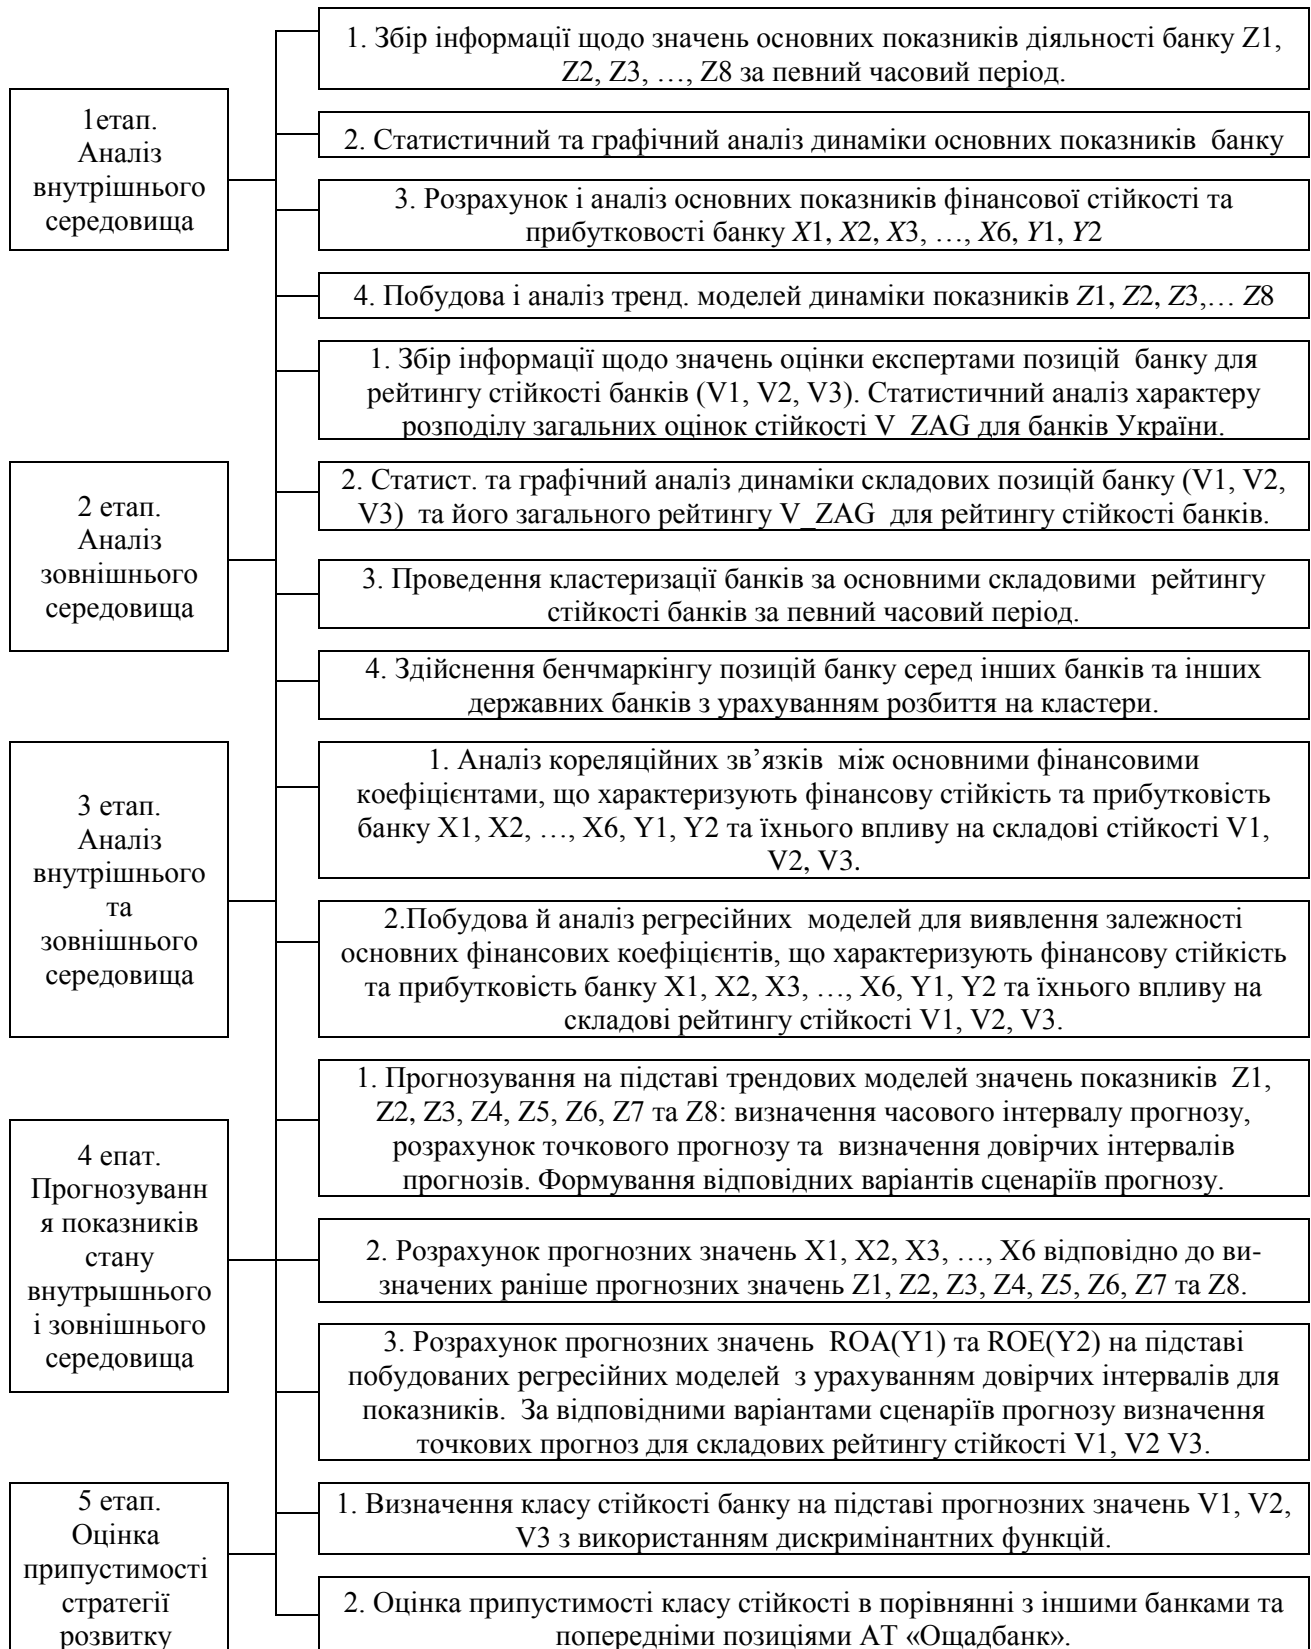 1етап.
Аналіз
внутрішнього
середовища
1. Збір інформації щодо значень основних показників діяльності банку Z1,
Z2, Z3, …, Z8 за певний часовий період.
2. Статистичний та графічний аналіз динаміки основних показників банку
3. Розрахунок і аналіз основних показників фінансової стійкості та
прибутковості банку X1, X2, X3, …, X6, Y1, Y2
4. Побудова і аналіз тренд. моделей динаміки показників Z1, Z2, Z3,… Z8
2 етап.
Аналіз
зовнішнього
середовища
1. Збір інформації щодо значень оцінки експертами позицій банку для
рейтингу стійкості банків (V1, V2, V3). Статистичний аналіз характеру
розподілу загальних оцінок стійкості V_ZAG для банків України.
2. Статист. та графічний аналіз динаміки складових позицій банку (V1, V2,
V3) та його загального рейтингу V_ZAG для рейтингу стійкості банків.
3. Проведення кластеризації банків за основними складовими рейтингу
стійкості банків за певний часовий період.
4. Здійснення бенчмаркінгу позицій банку серед інших банків та інших
державних банків з урахуванням розбиття на кластери.
3 етап.
Аналіз
внутрішнього
та
зовнішнього
середовища
1. Аналіз кореляційних зв’язків між основними фінансовими
коефіцієнтами, що характеризують фінансову стійкість та прибутковість
банку X1, X2, …, X6, Y1, Y2 та їхнього впливу на складові стійкості V1,
V2, V3.
2.Побудова й аналіз регресійних моделей для виявлення залежності
основних фінансових коефіцієнтів, що характеризують фінансову стійкість
та прибутковість банку X1, X2, X3, …, X6, Y1, Y2 та їхнього впливу на
складові рейтингу стійкості V1, V2, V3.
4 епат.
Прогнозуванн
я показників
стану
внутрышнього
і зовнішнього
середовища
1. Прогнозування на підставі трендових моделей значень показників Z1,
Z2, Z3, Z4, Z5, Z6, Z7 та Z8: визначення часового інтервалу прогнозу,
розрахунок точкового прогнозу та визначення довірчих інтервалів
прогнозів. Формування відповідних варіантів сценаріїв прогнозу.
2. Розрахунок прогнозних значень X1, X2, X3, …, X6 відповідно до ви-
значених раніше прогнозних значень Z1, Z2, Z3, Z4, Z5, Z6, Z7 та Z8.
3. Розрахунок прогнозних значень ROA(Y1) та ROE(Y2) на підставі
побудованих регресійних моделей з урахуванням довірчих інтервалів для
показників. За відповідними варіантами сценаріїв прогнозу визначення
точкових прогноз для складових рейтингу стійкості V1, V2 V3.
5 етап.
Оцінка
припустимості
стратегії
розвитку
1. Визначення класу стійкості банку на підставі прогнозних значень V1, V2,
V3 з використанням дискримінантних функцій.
2. Оцінка припустимості класу стійкості в порівнянні з іншими банками та
попередніми позиціями АТ «Ощадбанк».